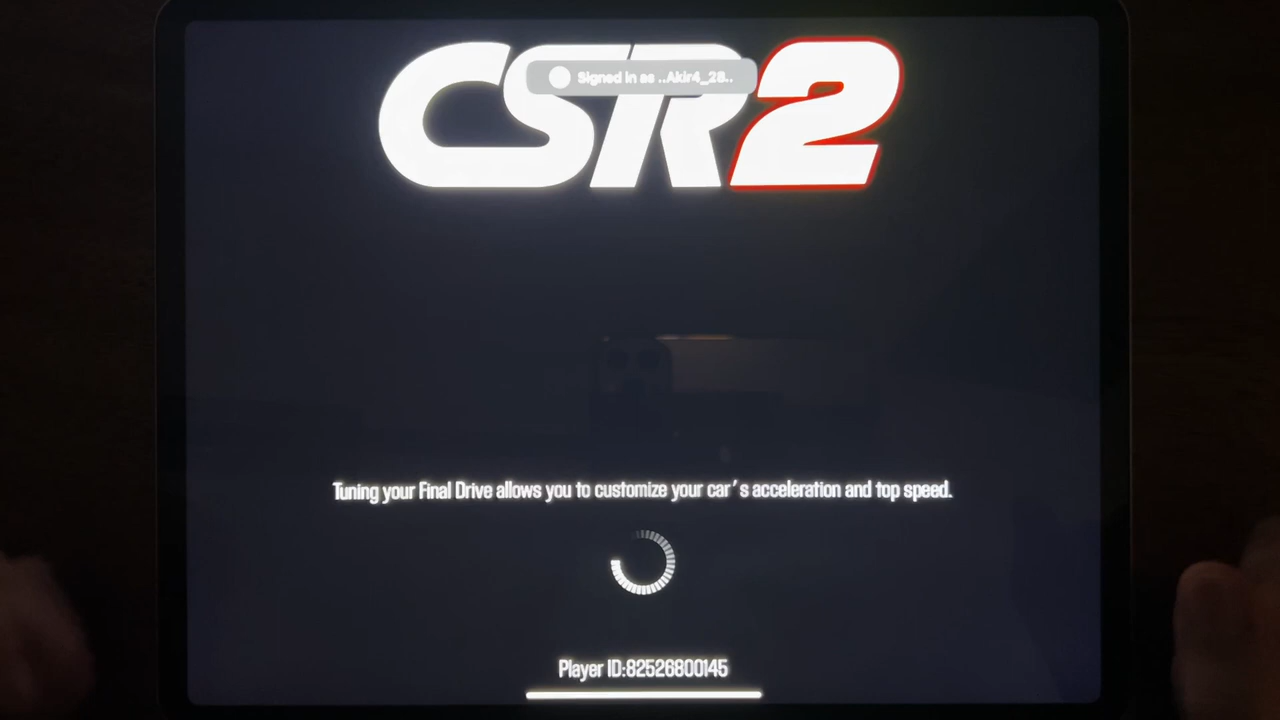 CSR2
Signed in as ..Akir4_28..
Tuning your Final Drive allows you to customize your car's acceleration and top speed.
Player ID:82526800145